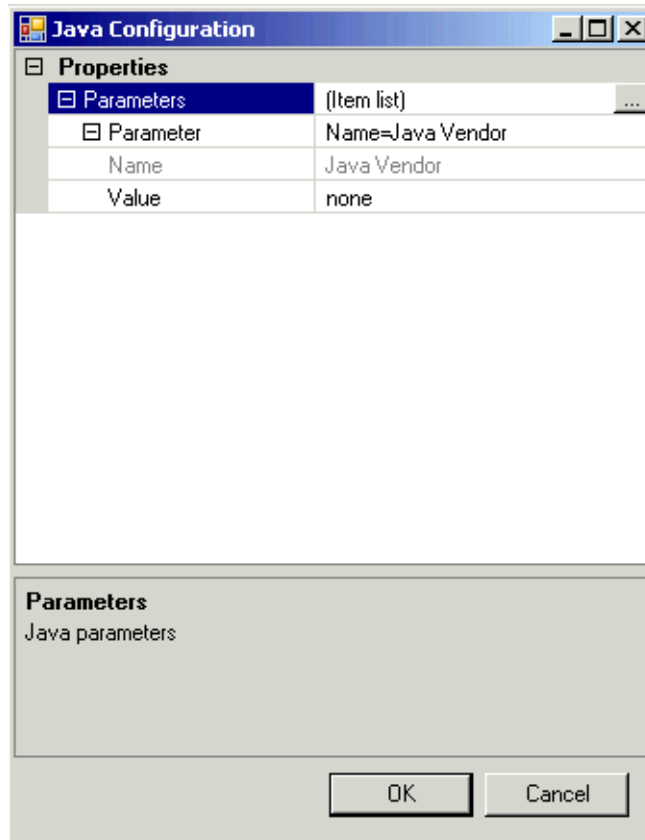 Java Configuration
Properties
Parameters (Item list) ...
Parameter Name=Java Vendor
Name Java Vendor
Value none
Parameters
Java parameters
OK Cancel